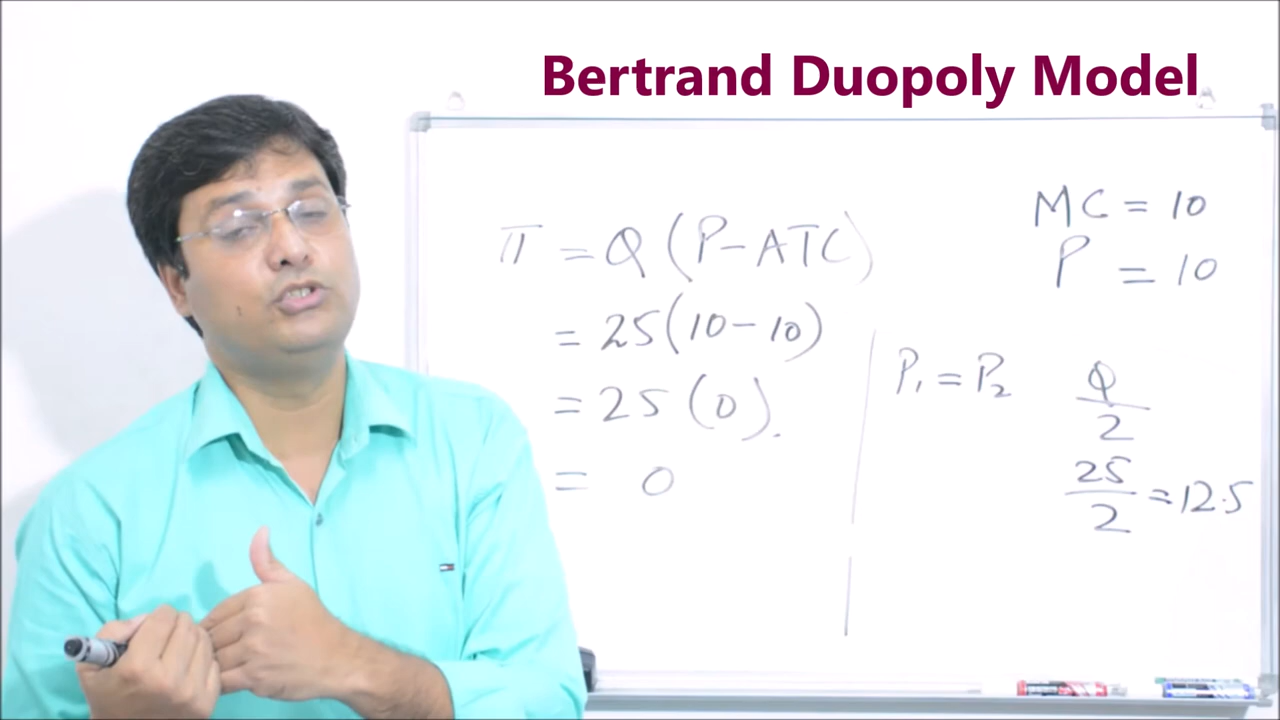 Bertrand Duopoly Model
π = Q (P-ATC)
= 25(10-10)
= 25 (0).
= 0
MC = 10
P = 10
P₁ = P₂
Q
2
25
2
= 12.5